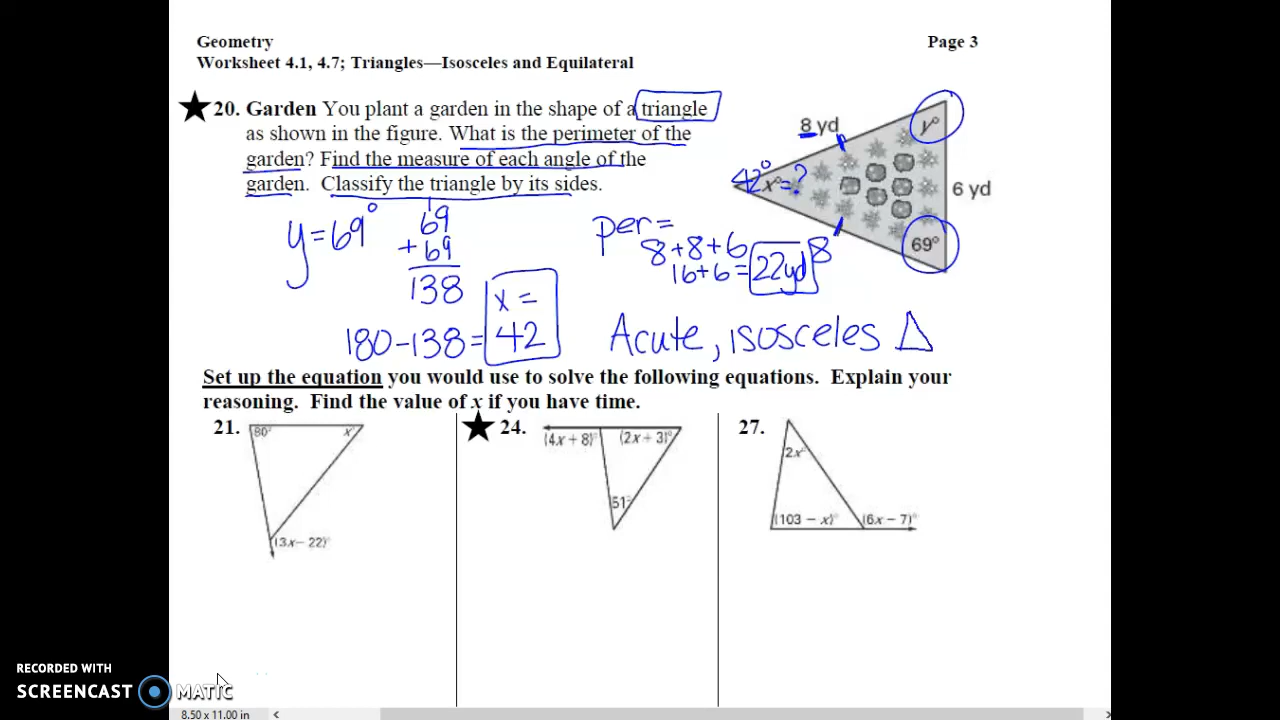 Geometry
Page 3
Worksheet 4.1, 4.7; Triangles—Isosceles and Equilateral
20. Garden You plant a garden in the shape of a triangle
as shown in the figure. What is the perimeter of the
garden? Find the measure of each angle of the
garden. Classify the triangle by its sides.
8 yd
y°
42°
x°=?
6 yd
69°
8
y=69°
69
+69
138
180-138=
x=
42
per=
8+8+6
16+6=22yd
Acute, isosceles Δ
Set up the equation you would use to solve the following equations. Explain your
reasoning. Find the value of x if you have time.
21.
80°
x°
(3x − 22)°
24.
(4x + 8)°
(2x + 3)°
51°
27.
2x°
(103 − x)°
(6x − 7)°
RECORDED WITH
SCREENCAST MATIC
8.50 x 11.00 in